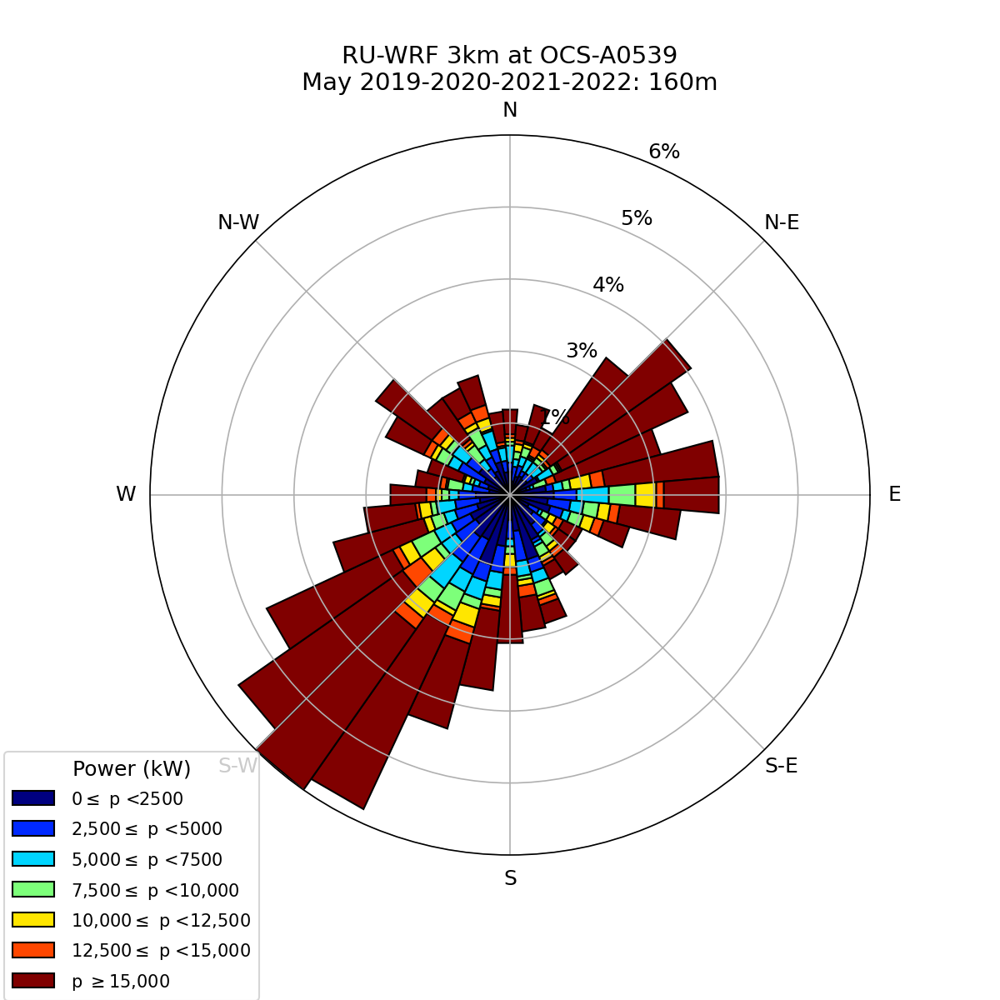 RU-WRF 3km at OCS-A0539
May 2019-2020-2021-2022: 160m
N
6%
N-W
5%
N-E
4%
3%
1%
W
E
S-W
S-E
S
Power (kW)
0≤ p <2500
2,500≤ p <5000
5,000≤ p <7500
7,500≤ p <10,000
10,000≤ p <12,500
12,500≤ p <15,000
p ≥15,000